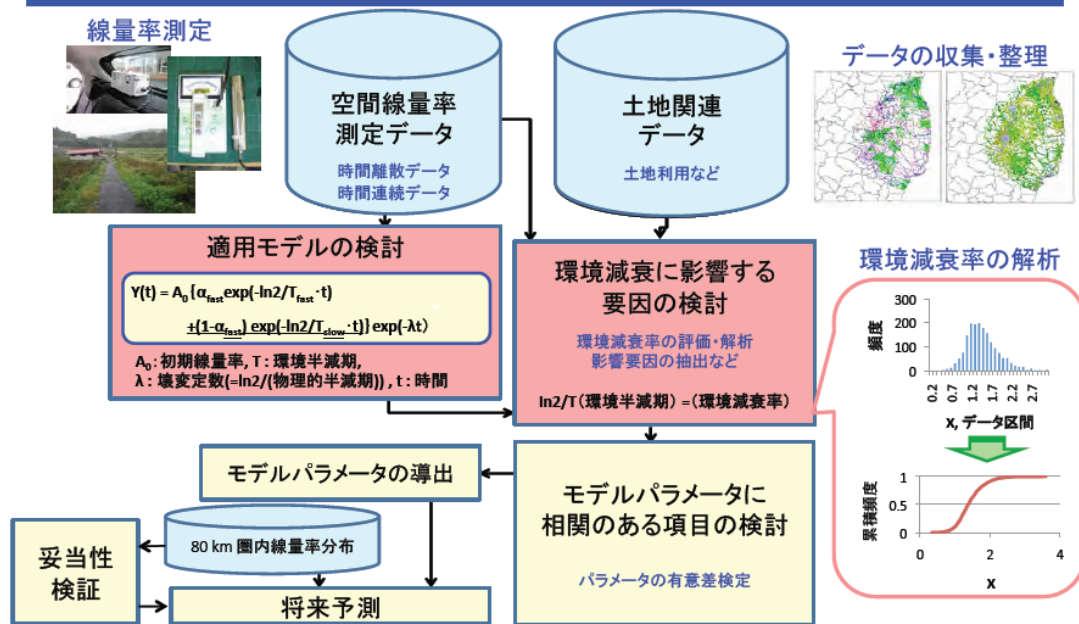 線量率測定
空間線量率
測定データ
時間離散データ
時間連続データ
土地関連
データ
土地利用など
データの収集・整理
適用モデルの検討
Y(t) = A₀{α_fast exp(-ln2/T_fast・t)
+(1-α_fast) exp(-ln2/T_slow・t)}exp(-λt)
A₀:初期線量率, T:環境半減期,
λ:壊変定数(=ln2/(物理的半減期)), t:時間
環境減衰に影響する
要因の検討
環境減衰率の評価・解析
影響要因の抽出など
ln2/T(環境半減期)=(環境減衰率)
環境減衰率の解析
頻度
300
200
100
0
0.2
0.7
1.2
1.7
2.2
2.7
x, データ区間
累積頻度
1
0.5
0
0
2
4
x
モデルパラメータの導出
モデルパラメータに
相関のある項目の検討
パラメータの有意差検定
80 km 圏内線量率分布
妥当性
検証
将来予測